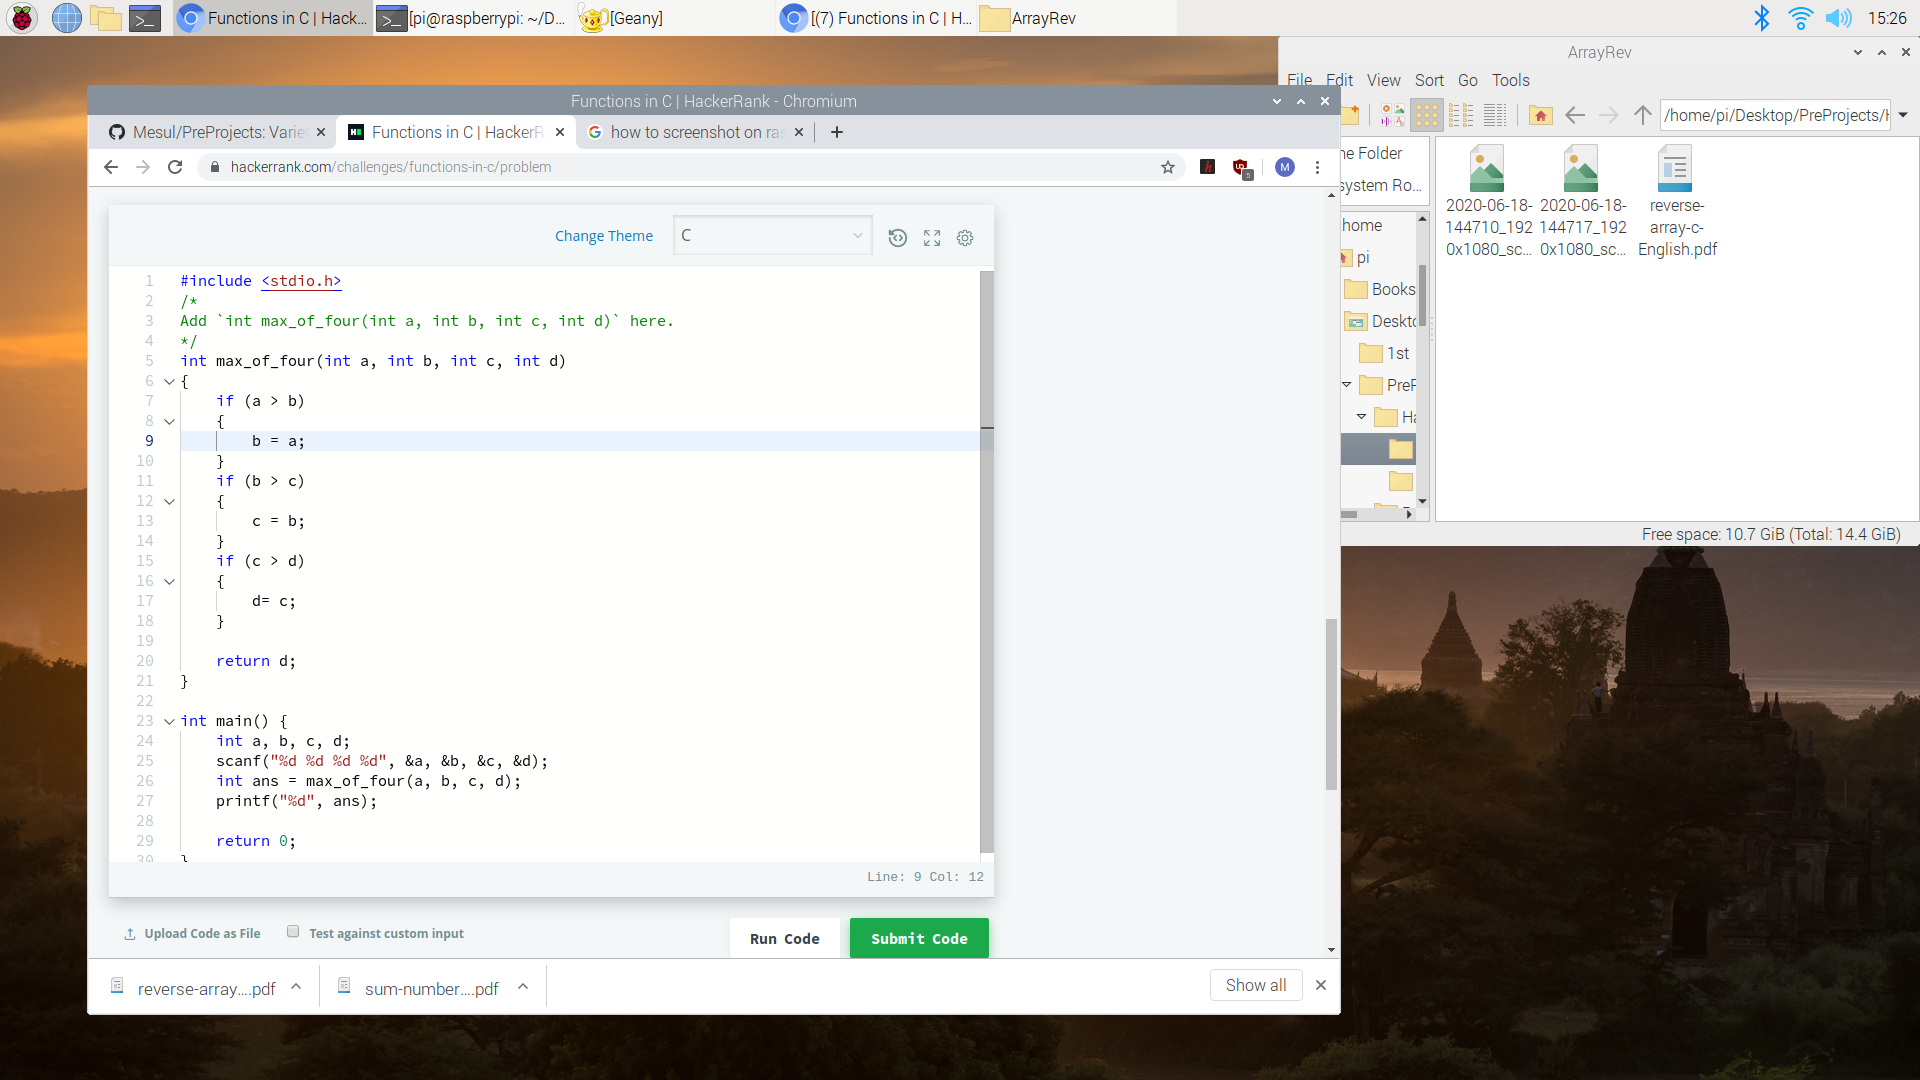 Functions in C | Hack...
[pi@raspberrypi: ~/D...
[Geany]
[(7) Functions in C | H...
ArrayRev
15:26
ArrayRev
File Edit View Sort Go Tools
/home/pi/Desktop/PreProjects/H
ne Folder
system Ro...
home
pi
Books
Deskto
1st
PreP
Ha
2020-06-18-
144710_192
0x1080_sc...
2020-06-18-
144717_192
0x1080_sc...
reverse-
array-c-
English.pdf
Free space: 10.7 GiB (Total: 14.4 GiB)
Functions in C | HackerRank - Chromium
Mesul/PreProjects: Varie
Functions in C | HackerR
how to screenshot on ras
hackerrank.com/challenges/functions-in-c/problem
5
M
Change Theme
C
1 #include <stdio.h>
2 /*
3 Add `int max_of_four(int a, int b, int c, int d)` here.
4 */
5 int max_of_four(int a, int b, int c, int d)
6 {
7 if (a > b)
8 {
9 b = a;
10 }
11 if (b > c)
12 {
13 c = b;
14 }
15 if (c > d)
16 {
17 d= c;
18 }
19
20 return d;
21 }
22
23 int main() {
24 int a, b, c, d;
25 scanf("%d %d %d %d", &a, &b, &c, &d);
26 int ans = max_of_four(a, b, c, d);
27 printf("%d", ans);
28
29 return 0;
30 }
Line: 9 Col: 12
Upload Code as File
Test against custom input
Run Code
Submit Code
reverse-array....pdf
sum-number....pdf
Show all